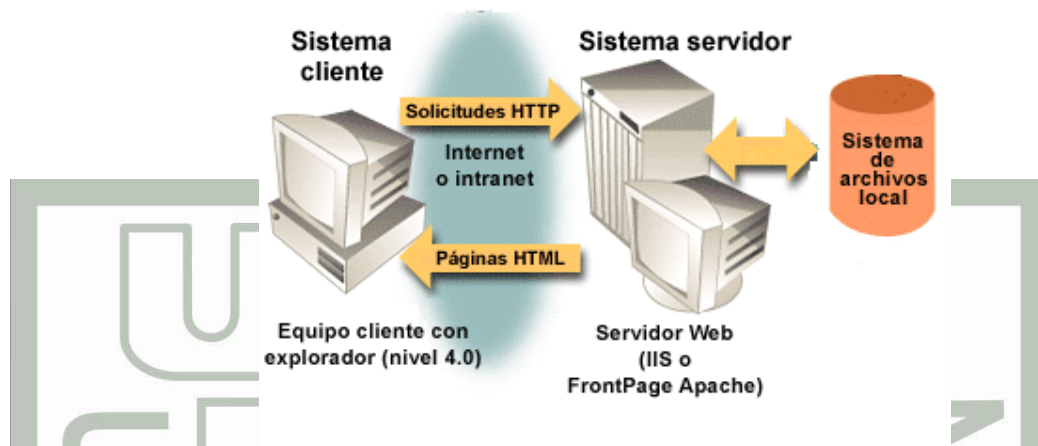 Sistema
cliente
Sistema servidor
Solicitudes HTTP
Internet
o intranet
Sistema
de
archivos
local
Páginas HTML
Equipo cliente con
explorador (nivel 4.0)
Servidor Web
(IIS o
FrontPage Apache)